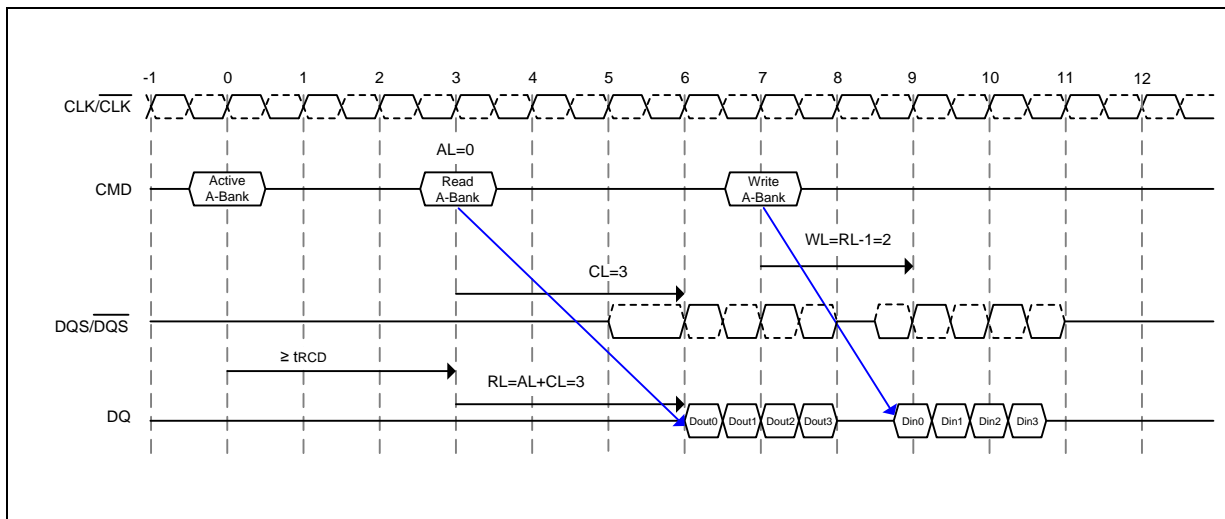 -1 0 1 2 3 4 5 6 7 8 9 10 11 12
CLK/CLK
AL=0
CMD
Active
A-Bank
Read
A-Bank
Write
A-Bank
WL=RL-1=2
CL=3
DQS/DQS
≥ tRCD
RL=AL+CL=3
DQ
Dout0 Dout1 Dout2 Dout3 Din0 Din1 Din2 Din3